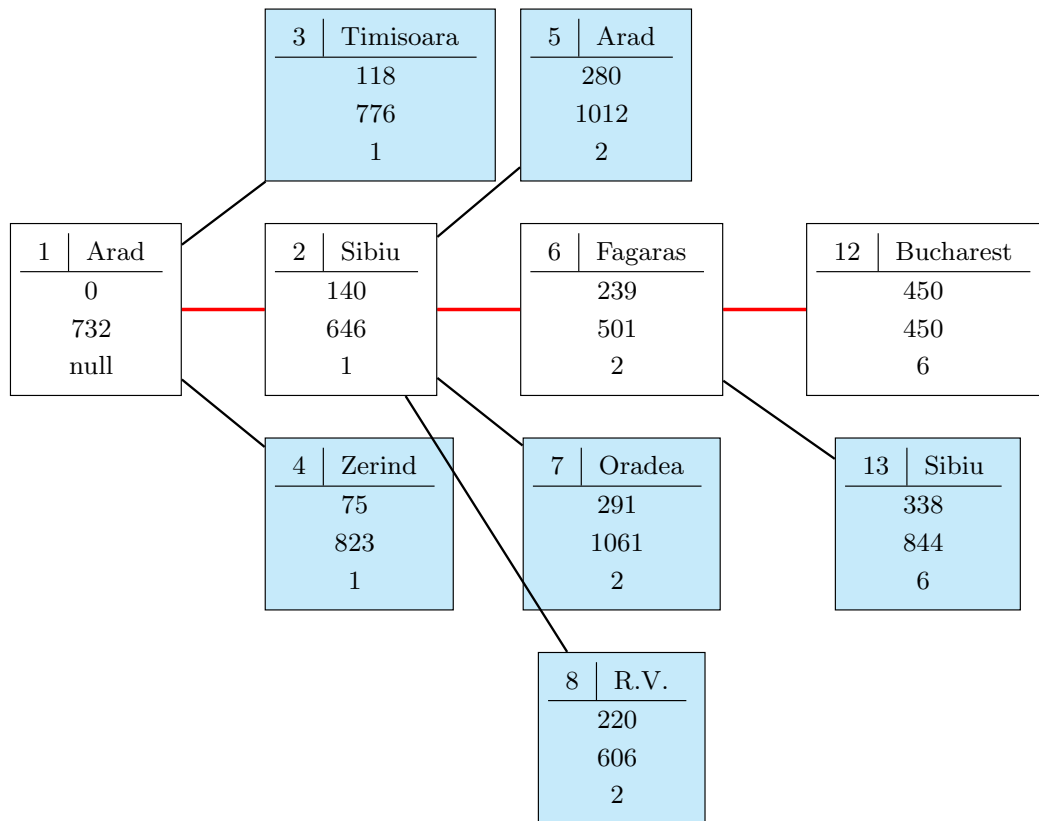 3 Timisoara
118
776
1
5 Arad
280
1012
2
1 Arad
0
732
null
2 Sibiu
140
646
1
6 Fagaras
239
501
2
12 Bucharest
450
450
6
4 Zerind
75
823
1
7 Oradea
291
1061
2
13 Sibiu
338
844
6
8 R.V.
220
606
2